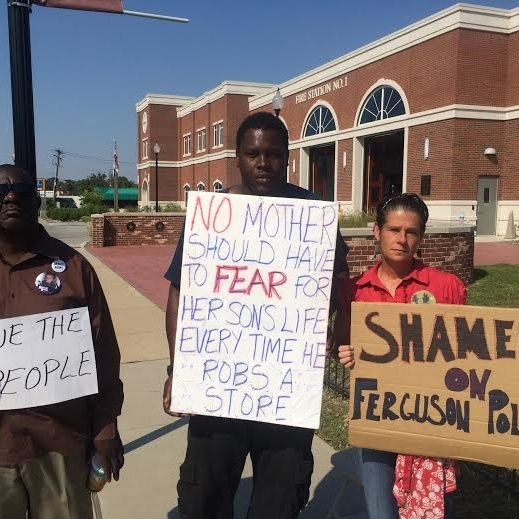 FIRE STATION NO.1
UE THE
PEOPLE
NO MOTHER
SHOULD HAVE
TO FEAR FOR
HER SONS LIFE
EVERY TIME HE
ROBS A
STORE
SHAME
ON
FERGUSON POL